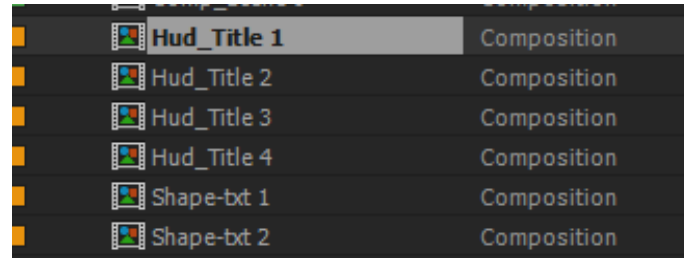 Hud_Title 1 Composition
Hud_Title 2 Composition
Hud_Title 3 Composition
Hud_Title 4 Composition
Shape-txt 1 Composition
Shape-txt 2 Composition